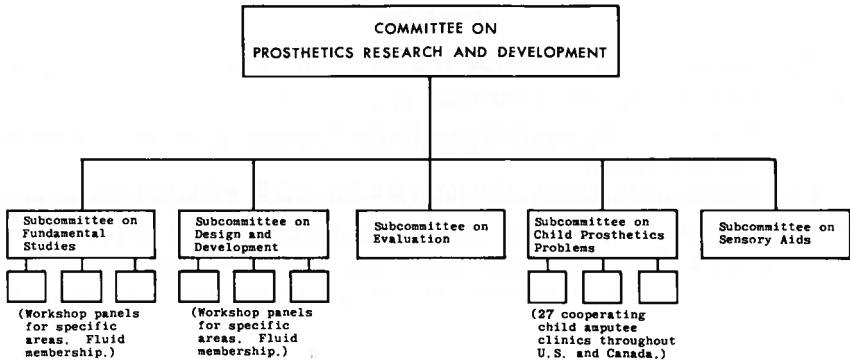 COMMITTEE ON
PROSTHETICS RESEARCH AND DEVELOPMENT
Subcommittee on
Fundamental
Studies
Subcommittee on
Design and
Development
Subcommittee on
Evaluation
Subcommittee on
Child Prosthetics
Problems
Subcommittee on
Sensory Aids
(Workshop panels
for specific
areas. Fluid
membership.)
(Workshop panels
for specific
areas. Fluid
membership.)
(27 cooperating
child amputee
clinics throughout
U.S. and Canada.)